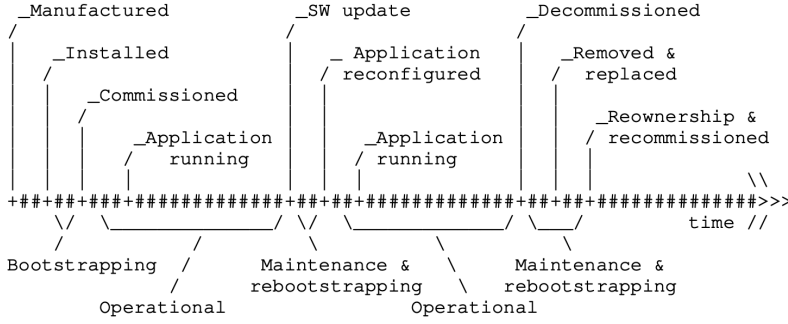 _Manufactured _SW update _Decommissioned
_Installed _ Application _Removed &
reconfigured replaced
_Commissioned
_Reownership &
_Application _Application recommissioned
running running
+##+##+###+#############+##+##+#############+##+##+##############>>>
time
Bootstrapping Maintenance & Maintenance &
rebootstrapping rebootstrapping
Operational Operational